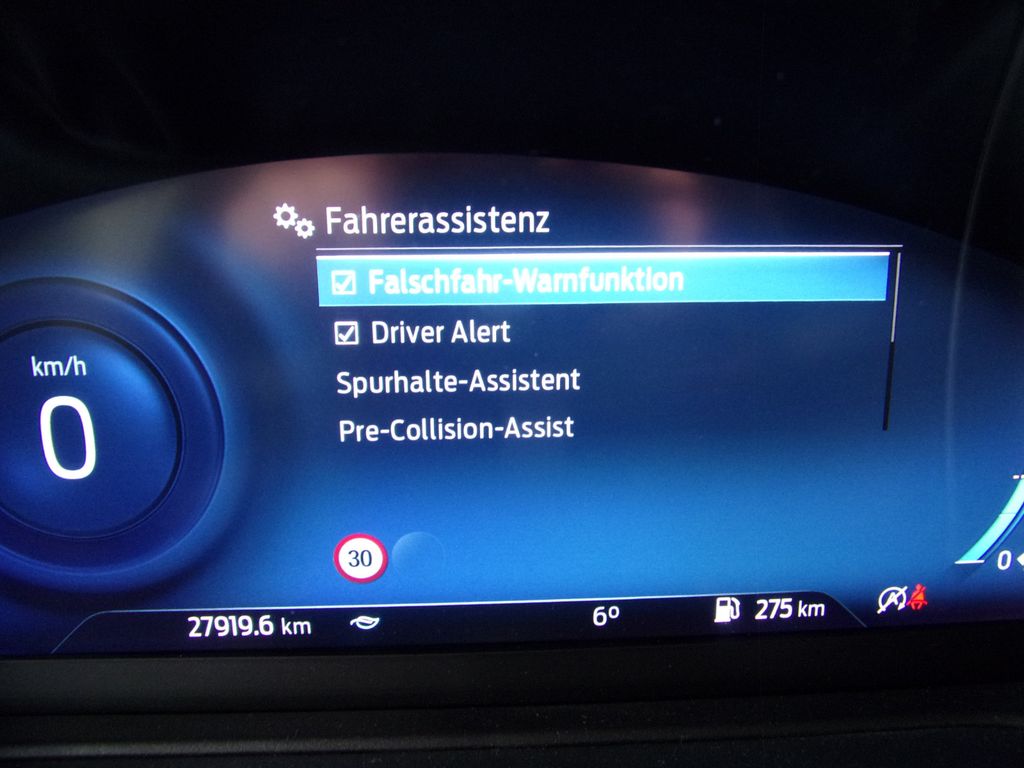 Fahrerassistenz
Falschfahr-Warnfunktion
Driver Alert
Spurhalte-Assistent
Pre-Collision-Assist
km/h
0
30
0
27919.6 km
6°
275 km
A